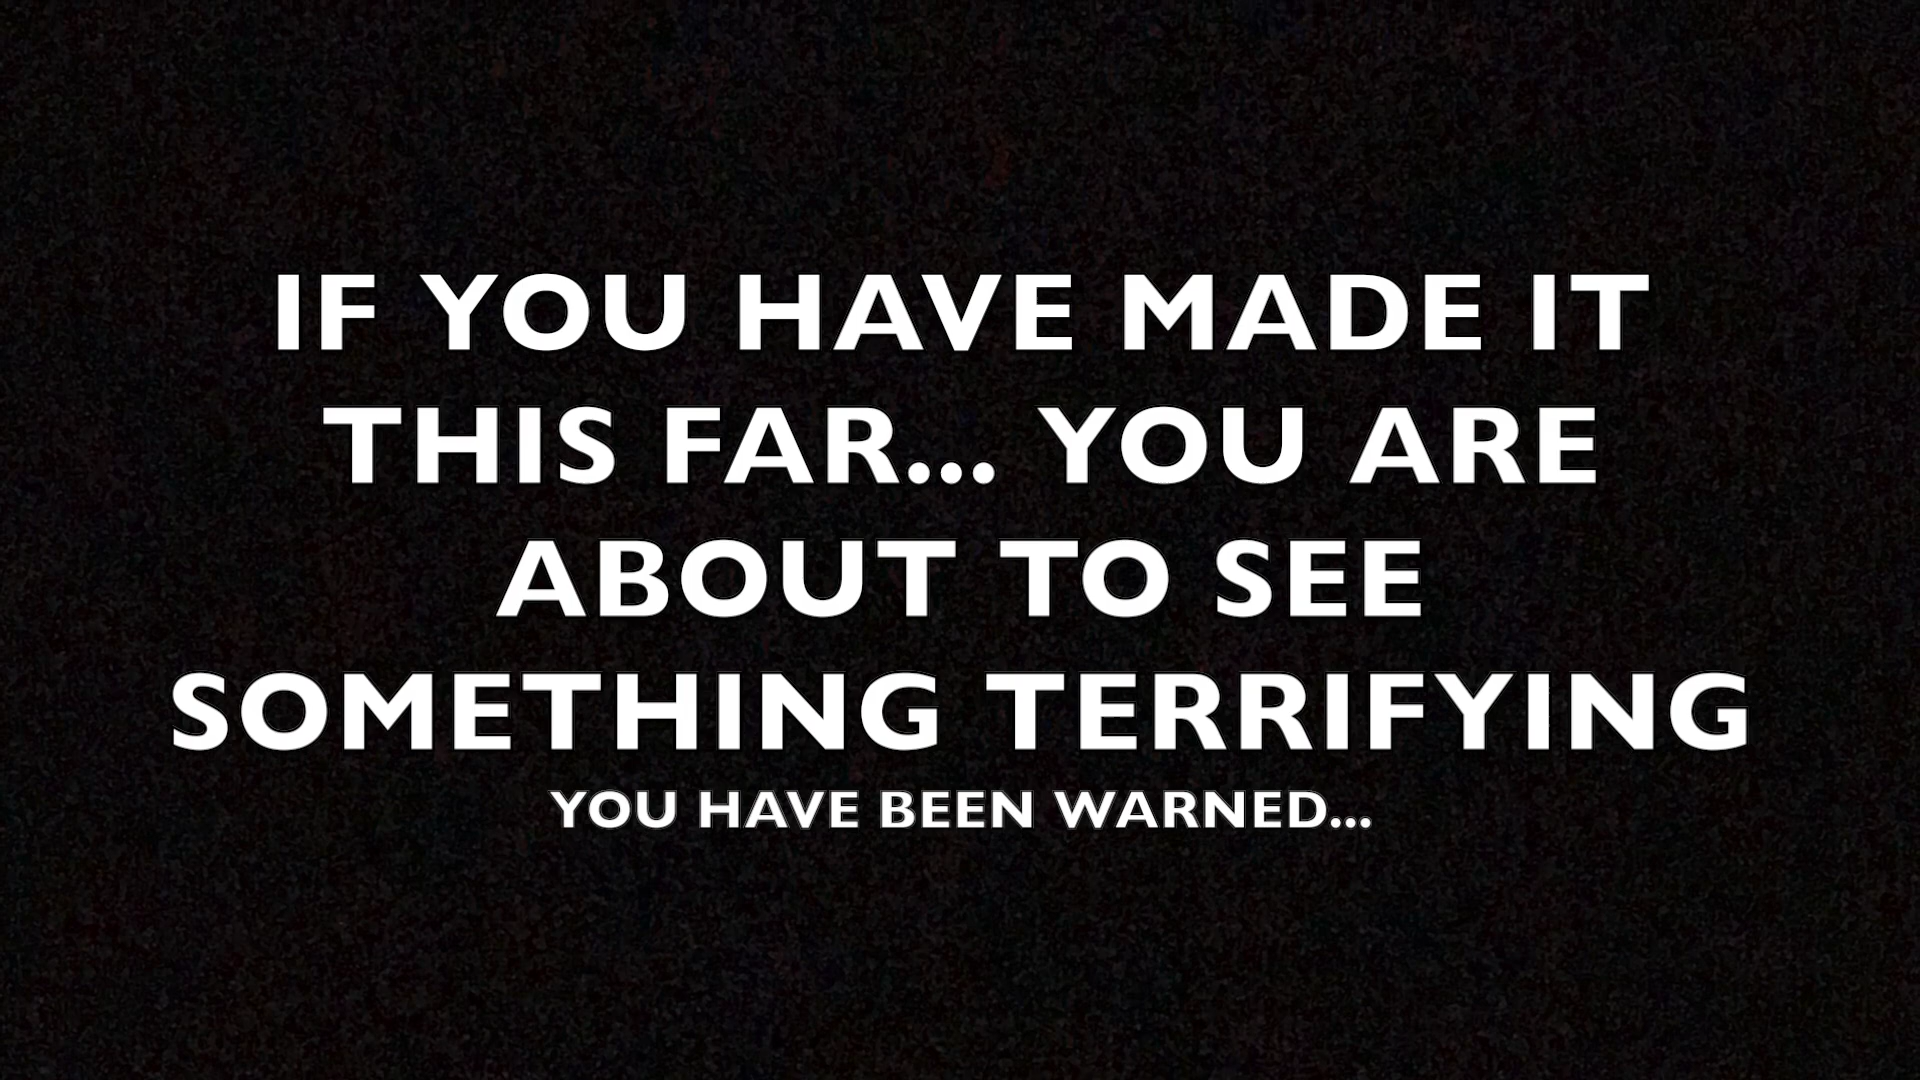 IF YOU HAVE MADE IT
THIS FAR... YOU ARE
ABOUT TO SEE
SOMETHING TERRIFYING
YOU HAVE BEEN WARNED...